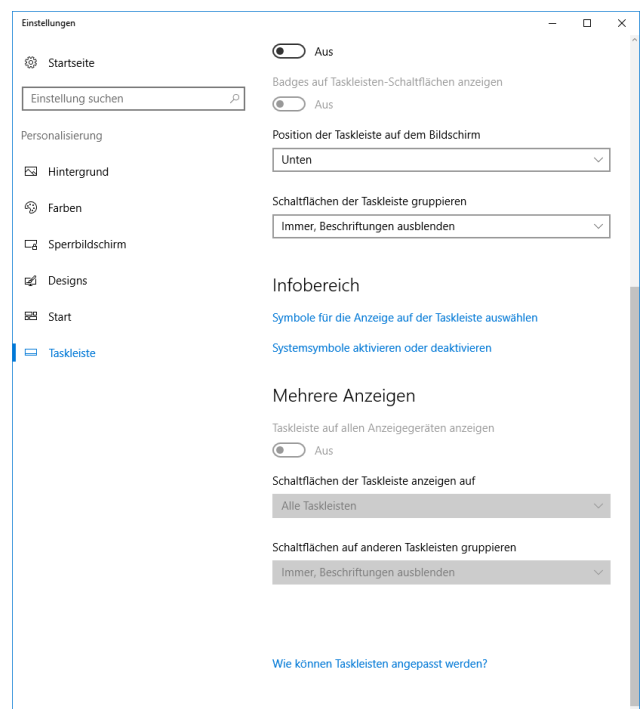 Einstellungen
Startseite
Einstellung suchen
Personalisierung
Hintergrund
Farben
Sperrbildschirm
Designs
Start
Taskleiste
Aus
Badges auf Taskleisten-Schaltflächen anzeigen
Aus
Position der Taskleiste auf dem Bildschirm
Unten
Schaltflächen der Taskleiste gruppieren
Immer, Beschriftungen ausblenden
Infobereich
Symbole für die Anzeige auf der Taskleiste auswählen
Systemsymbole aktivieren oder deaktivieren
Mehrere Anzeigen
Taskleiste auf allen Anzeigegeräten anzeigen
Aus
Schaltflächen der Taskleiste anzeigen auf
Alle Taskleisten
Schaltflächen auf anderen Taskleisten gruppieren
Immer, Beschriftungen ausblenden
Wie können Taskleisten angepasst werden?